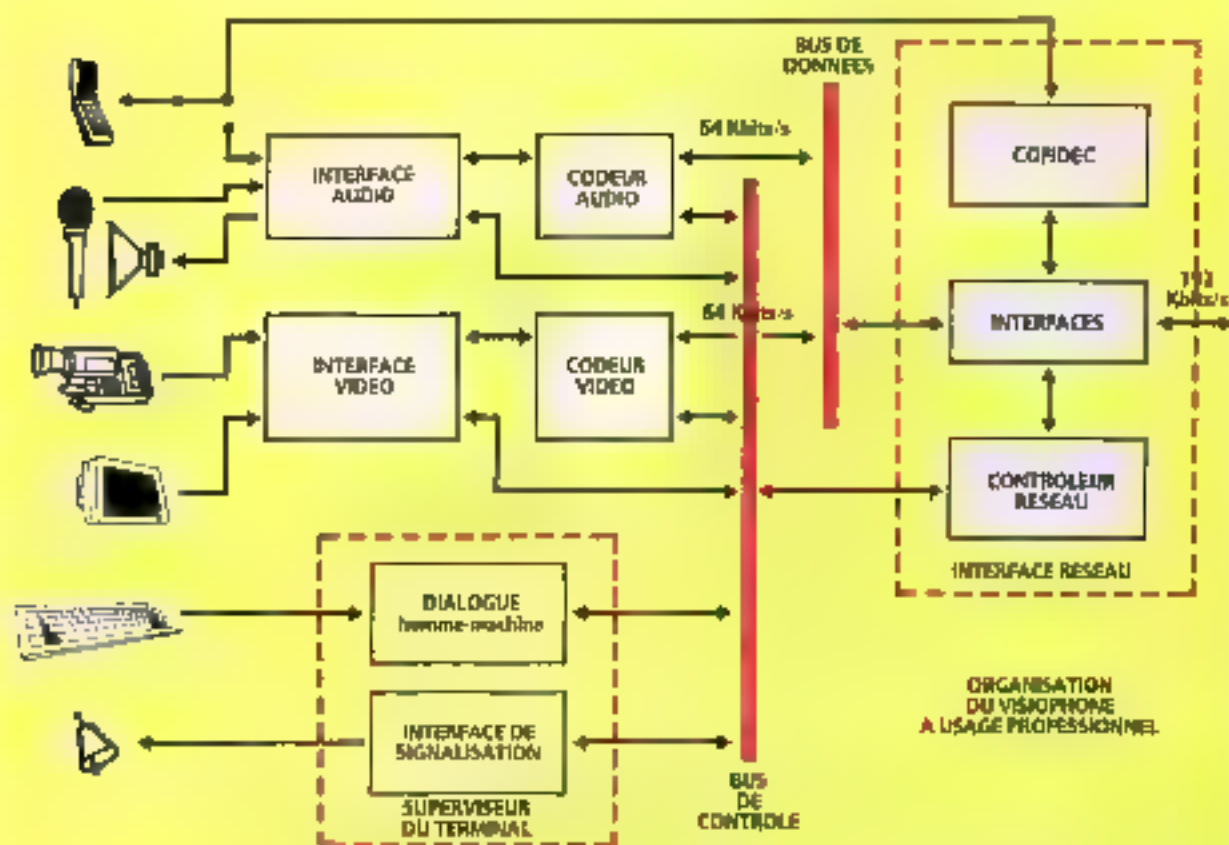 BUS DE
DONNEES
64 Kbits/s
INTERFACE
AUDIO
CODEUR
AUDIO
COFIDEC
INTERFACE
VIDEO
CODEUR
VIDEO
64 Kbits/s
INTERFACES
Kbits/s
CONTROLEUR
RESEAU
INTERFACE RESEAU
DIALOGUE
homme-machine
INTERFACE DE
SIGNALISATION
SUPERVISEUR
DU TERMINAL
BUS
DE
CONTROLE
ORGANISATION
DU VISIOPHONE
A USAGE PROFESSIONNEL